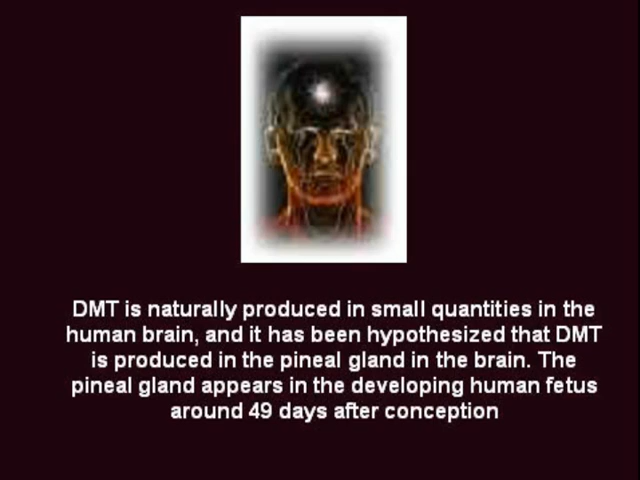 DMT is naturally produced in small quantities in the
human brain, and it has been hypothesized that DMT
is produced in the pineal gland in the brain. The
pineal gland appears in the developing human fetus
around 49 days after conception